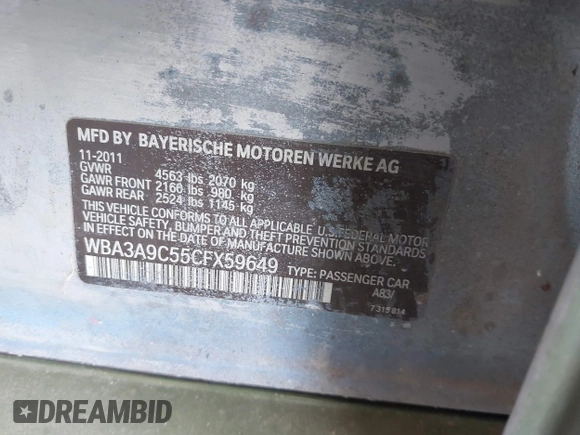 MFD BY BAYERISCHE MOTOREN WERKE AG
11-2011
GVWR 4563 lbs 2070 kg
GAWR FRONT 2160 lbs 980 kg
GAWR REAR 2524 lbs 1145 kg
THIS VEHICLE CONFORMS TO ALL APPLICABLE U.S. FEDERAL MOTOR
VEHICLE SAFETY, BUMPER AND THEFT PREVENTION STANDARDS
IN EFFECT ON THE DATE OF MANUFACTURE SHOWN ABOVE.
WBA3A9C55CFX59649 TYPE: PASSENGER CAR
A83/
7315814
DREAMBID